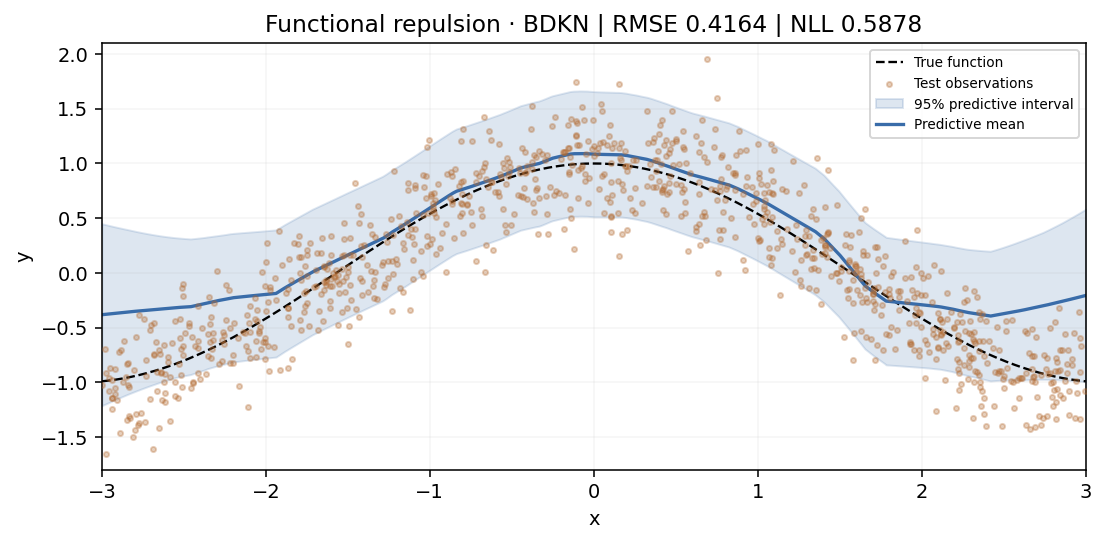 Functional repulsion · BDKN | RMSE 0.4164 | NLL 0.5878
True function
Test observations
95% predictive interval
Predictive mean
y
2.0
1.5
1.0
0.5
0.0
−0.5
−1.0
−1.5
−3
−2
−1
0
1
2
3
x